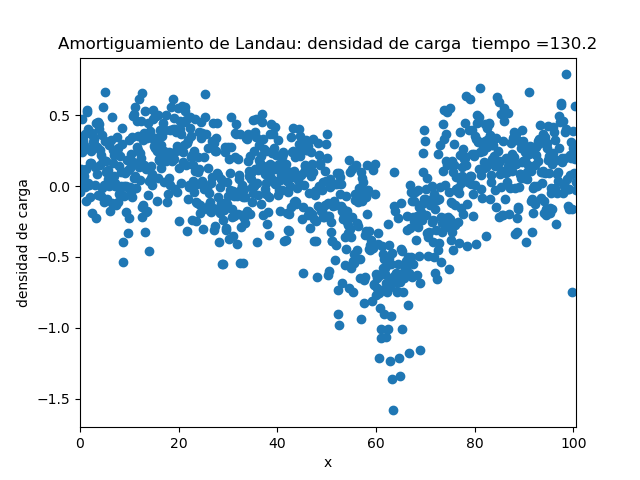 Amortiguamiento de Landau: densidad de carga  tiempo =130.2
0.5
0.0
−0.5
−1.0
−1.5
densidad de carga
0 20 40 60 80 100
x